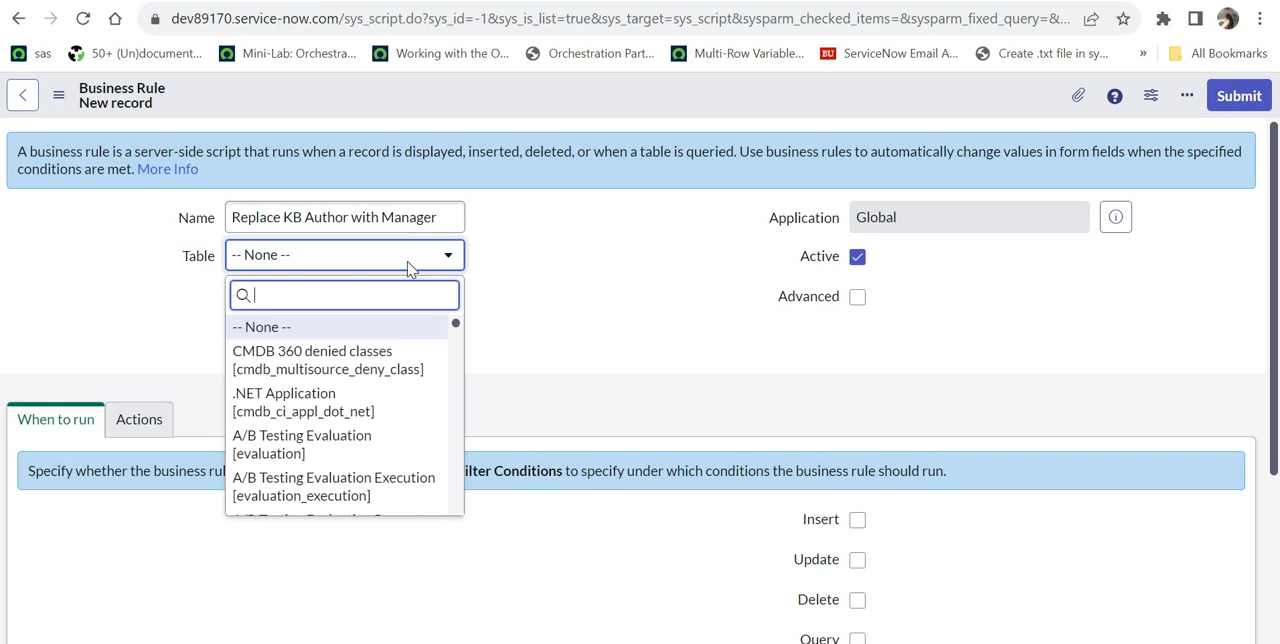 dev89170.service-now.com/sys_script.do?sys_id=-1&sys_is_list=true&sys_target=sys_script&sysparm_checked_items=&sysparm_fixed_query=&...
sas
50+ (Un)document...
Mini-Lab: Orchestra...
Working with the O...
Orchestration Part...
Multi-Row Variable...
BU
ServiceNow Email A...
Create .txt file in sy...
»
All Bookmarks
Business Rule
New record
Submit
A business rule is a server-side script that runs when a record is displayed, inserted, deleted, or when a table is queried. Use business rules to automatically change values in form fields when the specified
conditions are met. More Info
Name
Replace KB Author with Manager
Application
Global
Table
-- None --
Active
Advanced
-- None --
CMDB 360 denied classes
[cmdb_multisource_deny_class]
.NET Application
[cmdb_ci_appl_dot_net]
A/B Testing Evaluation
[evaluation]
A/B Testing Evaluation Execution
[evaluation_execution]
When to run
Actions
Specify whether the business rul
ilter Conditions to specify under which conditions the business rule should run.
Insert
Update
Delete
Query